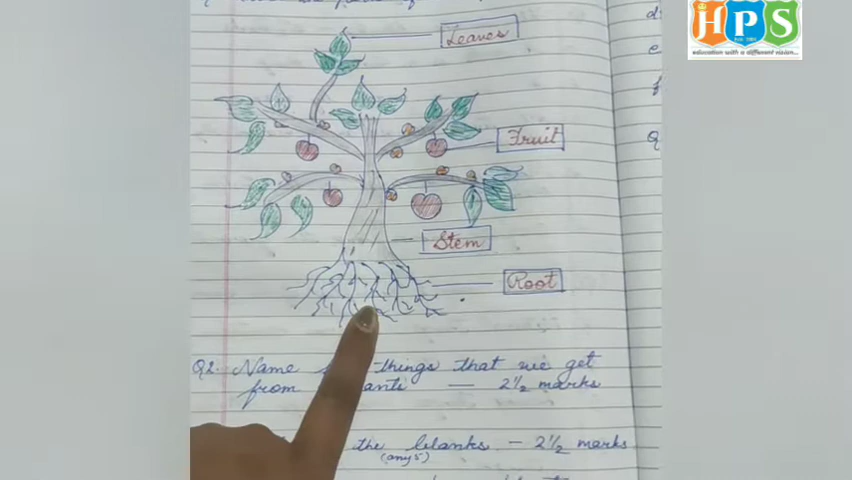 HPS
education with a different vision...
Leaves
Fruit
Stem
Root
Q2. Name things that we get
from — 2½ marks
the blanks — 2½ marks
(any 5)